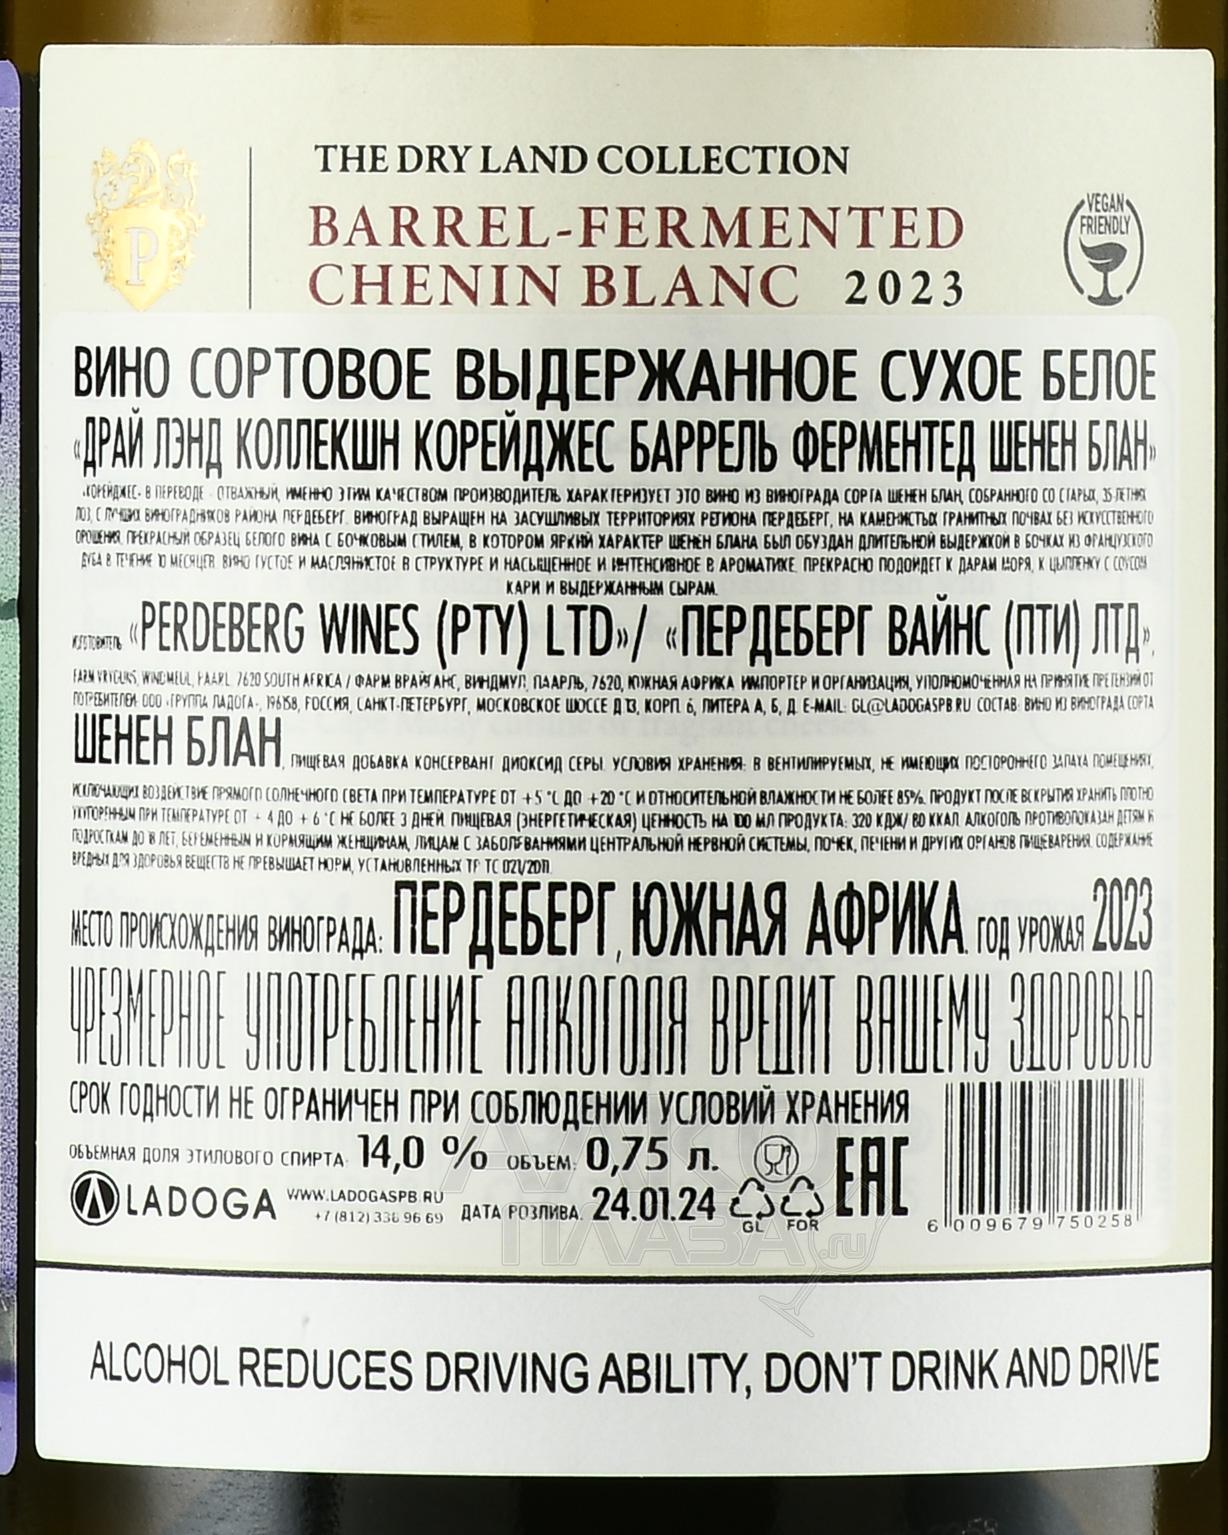 THE DRY LAND COLLECTION
BARREL-FERMENTED
CHENIN BLANC 2023
VEGAN
FRIENDLY
P
ВИНО СОРТОВОЕ ВЫДЕРЖАННОЕ СУХОЕ БЕЛОЕ
«ДРАЙ ЛЭНД КОЛЛЕКШН КОРЕЙДЖЕС БАРРЕЛЬ ФЕРМЕНТЕД ШЕНЕН БЛАН»
«КОРЕЙДЖЕС» В ПЕРЕВОДЕ - ОТВАЖНЫЙ, ИМЕННО ЭТИМ КАЧЕСТВОМ ПРОИЗВОДИТЕЛЬ ХАРАКТЕРИЗУЕТ ЭТО ВИНО ИЗ ВИНОГРАДА СОРТА ШЕНЕН БЛАН, СОБРАННОГО СО СТАРЫХ, 35-ЛЕТНИХ
ЛОЗ, С ЛУЧШИХ ВИНОГРАДНИКОВ РАЙОНА ПЕРДЕБЕРГ. ВИНОГРАД ВЫРАЩЕН НА ЗАСУШЛИВЫХ ТЕРРИТОРИЯХ РЕГИОНА ПЕРДЕБЕРГ, НА КАМЕНИСТЫХ ГРАНИТНЫХ ПОЧВАХ БЕЗ ИСКУССТВЕННОГО
ОРОШЕНИЯ. ПРЕКРАСНЫЙ ОБРАЗЕЦ БЕЛОГО ВИНА С БОЧКОВЫМ СТИЛЕМ, В КОТОРОМ ЯРКИЙ ХАРАКТЕР ШЕНЕН БЛАНА БЫЛ ОБУЗДАН ДЛИТЕЛЬНОЙ ВЫДЕРЖКОЙ В БОЧКАХ ИЗ ФРАНЦУЗСКОГО
ДУБА В ТЕЧЕНИЕ 10 МЕСЯЦЕВ. ВИНО ГУСТОЕ И МАСЛЯНИСТОЕ В СТРУКТУРЕ И НАСЫЩЕННОЕ И ИНТЕНСИВНОЕ В АРОМАТИКЕ. ПРЕКРАСНО ПОДОЙДЕТ К ДАРАМ МОРЯ, К ЦЫПЛЕНКУ С СОУСОМ
КАРИ И ВЫДЕРЖАННЫМ СЫРАМ.
ИЗГОТОВИТЕЛЬ: «PERDEBERG WINES (PTY) LTD»/ «ПЕРДЕБЕРГ ВАЙНС (ПТИ) ЛТД»,
FARM VRYGUNS, WINDMEUL, PAARL, 7620 SOUTH AFRICA / ФАРМ ВРАЙГАНС, ВИНДМУЛ, ПААРЛЬ, 7620, ЮЖНАЯ АФРИКА. ИМПОРТЕР И ОРГАНИЗАЦИЯ, УПОЛНОМОЧЕННАЯ НА ПРИНЯТИЕ ПРЕТЕНЗИЙ ОТ
ПОТРЕБИТЕЛЕЙ: ООО «ГРУППА ЛАДОГА», 196158, РОССИЯ, САНКТ-ПЕТЕРБУРГ, МОСКОВСКОЕ ШОССЕ Д.13, КОРП. 6, ЛИТЕРА А, Б, Д. E-MAIL: GL@LADOGASPB.RU СОСТАВ: ВИНО ИЗ ВИНОГРАДА СОРТА
ШЕНЕН БЛАН, ПИЩЕВАЯ ДОБАВКА КОНСЕРВАНТ ДИОКСИД СЕРЫ. УСЛОВИЯ ХРАНЕНИЯ: В ВЕНТИЛИРУЕМЫХ, НЕ ИМЕЮЩИХ ПОСТОРОННЕГО ЗАПАХА ПОМЕЩЕНИЯХ,
ИСКЛЮЧАЮЩИХ ВОЗДЕЙСТВИЕ ПРЯМОГО СОЛНЕЧНОГО СВЕТА ПРИ ТЕМПЕРАТУРЕ ОТ +5 °С ДО +20 °С И ОТНОСИТЕЛЬНОЙ ВЛАЖНОСТИ НЕ БОЛЕЕ 85%. ПРОДУКТ ПОСЛЕ ВСКРЫТИЯ ХРАНИТЬ ПЛОТНО
УКУПОРЕННЫМ ПРИ ТЕМПЕРАТУРЕ ОТ + 4 ДО + 6 °С НЕ БОЛЕЕ 3 ДНЕЙ. ПИЩЕВАЯ (ЭНЕРГЕТИЧЕСКАЯ) ЦЕННОСТЬ НА 100 МЛ ПРОДУКТА: 320 КДЖ/ 80 ККАЛ. АЛКОГОЛЬ ПРОТИВОПОКАЗАН ДЕТЯМ И
ПОДРОСТКАМ ДО 18 ЛЕТ, БЕРЕМЕННЫМ И КОРМЯЩИМ ЖЕНЩИНАМ, ЛИЦАМ С ЗАБОЛЕВАНИЯМИ ЦЕНТРАЛЬНОЙ НЕРВНОЙ СИСТЕМЫ, ПОЧЕК, ПЕЧЕНИ И ДРУГИХ ОРГАНОВ ПИЩЕВАРЕНИЯ. СОДЕРЖАНИЕ
ВРЕДНЫХ ДЛЯ ЗДОРОВЬЯ ВЕЩЕСТВ НЕ ПРЕВЫШАЕТ НОРМ, УСТАНОВЛЕННЫХ ТР ТС 021/2011.
МЕСТО ПРОИСХОЖДЕНИЯ ВИНОГРАДА: ПЕРДЕБЕРГ, ЮЖНАЯ АФРИКА. ГОД УРОЖАЯ 2023
ЧРЕЗМЕРНОЕ УПОТРЕБЛЕНИЕ АЛКОГОЛЯ ВРЕДИТ ВАШЕМУ ЗДОРОВЬЮ
СРОК ГОДНОСТИ НЕ ОГРАНИЧЕН ПРИ СОБЛЮДЕНИИ УСЛОВИЙ ХРАНЕНИЯ
ОБЪЕМНАЯ ДОЛЯ ЭТИЛОВОГО СПИРТА: 14,0 % ОБЪЕМ: 0,75 л. EAC
LADOGA WWW.LADOGASPB.RU
+7 (812) 336 96 69 ДАТА РОЗЛИВА: 24.01.24 GL FOR
6 009679 750258
АЛКО
ПЛАЗА.ru
ALCOHOL REDUCES DRIVING ABILITY, DON'T DRINK AND DRIVE